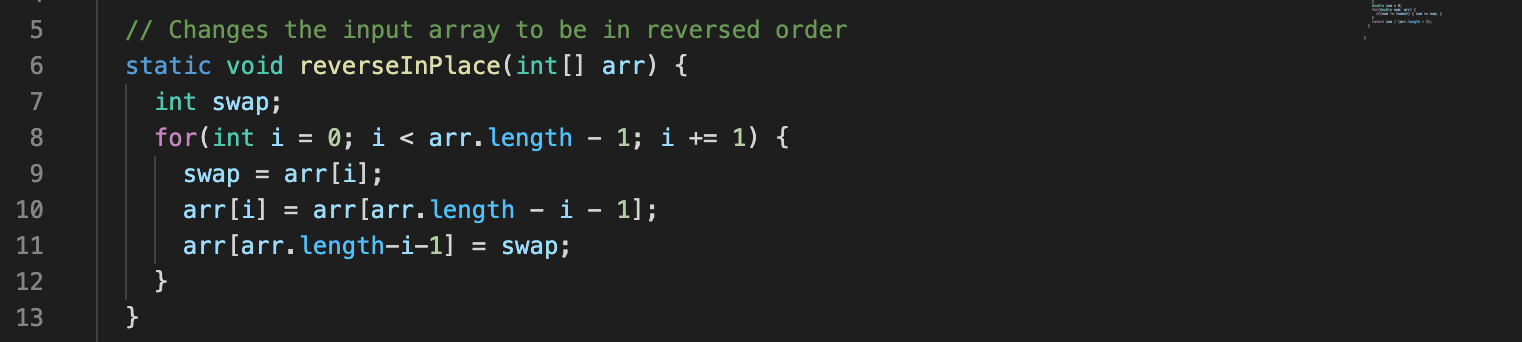 5 // Changes the input array to be in reversed order
6 static void reverseInPlace(int[] arr) {
7 int swap;
8 for(int i = 0; i < arr.length - 1; i += 1) {
9 swap = arr[i];
10 arr[i] = arr[arr.length - i - 1];
11 arr[arr.length-i-1] = swap;
12 }
13 }